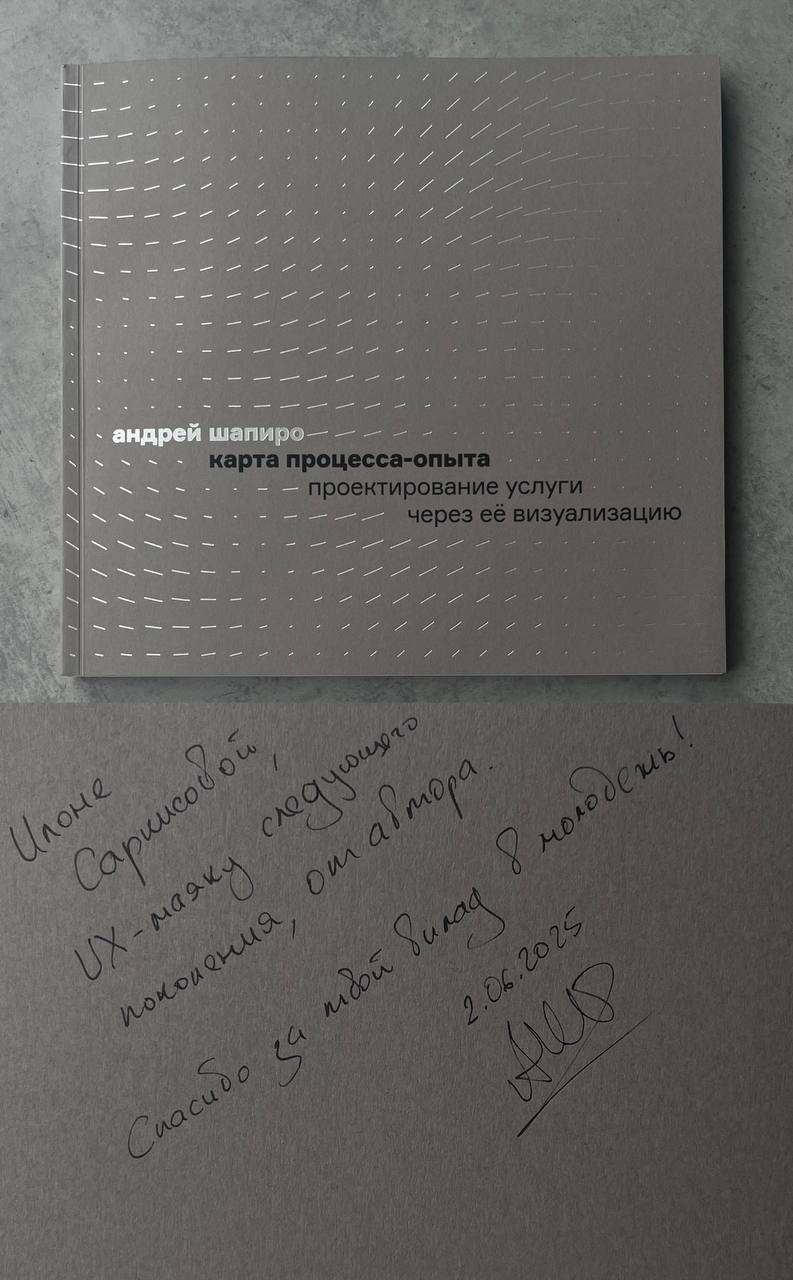 андрей шапиро
карта процесса-опыта
проектирование услуги
через её визуализацию
Илоне
Саркисовой,
UX-маяку следующего
поколения, от автора.
Спасибо за твой вклад в молодежь!
2.06.2025